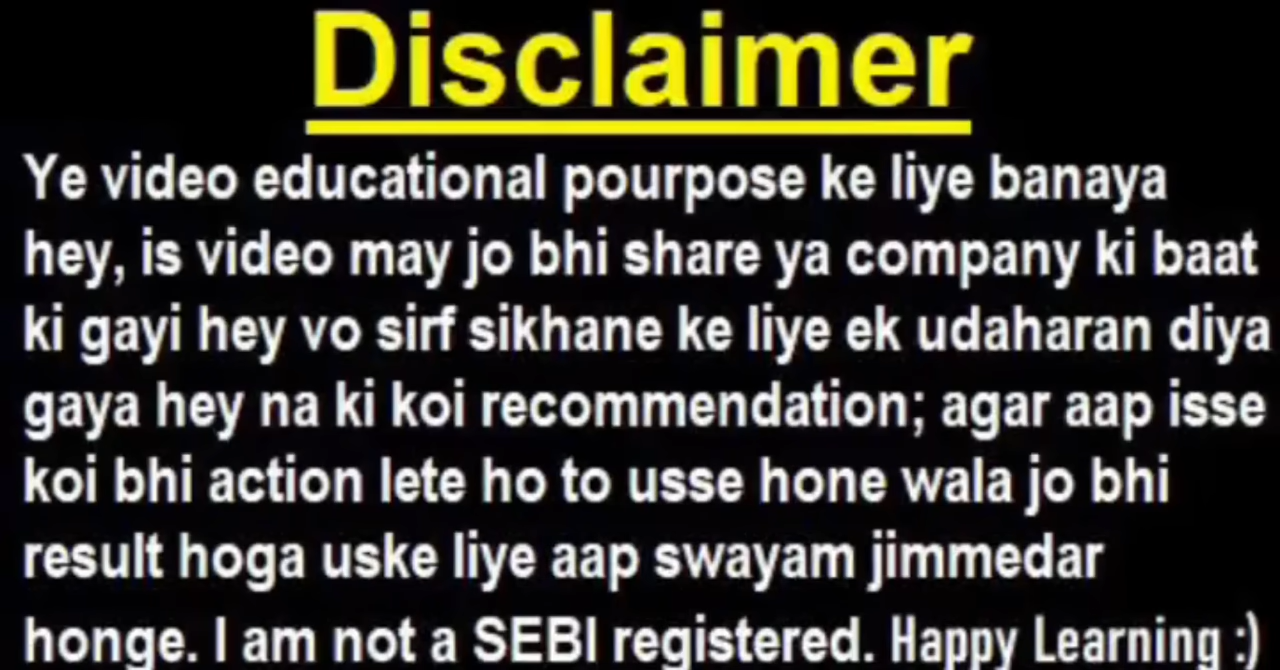 Disclaimer
Ye video educational pourpose ke liye banaya
hey, is video may jo bhi share ya company ki baat
ki gayi hey vo sirf sikhane ke liye ek udaharan diya
gaya hey na ki koi recommendation; agar aap isse
koi bhi action lete ho to usse hone wala jo bhi
result hoga uske liye aap swayam jimmedar
honge. I am not a SEBI registered. Happy Learning :)